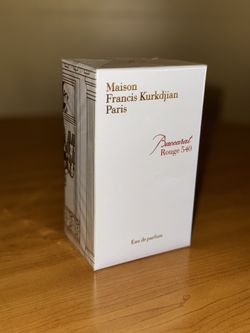 Maison
Francis Kurkdjian
Paris
Baccarat
Rouge 540
Eau de parfum